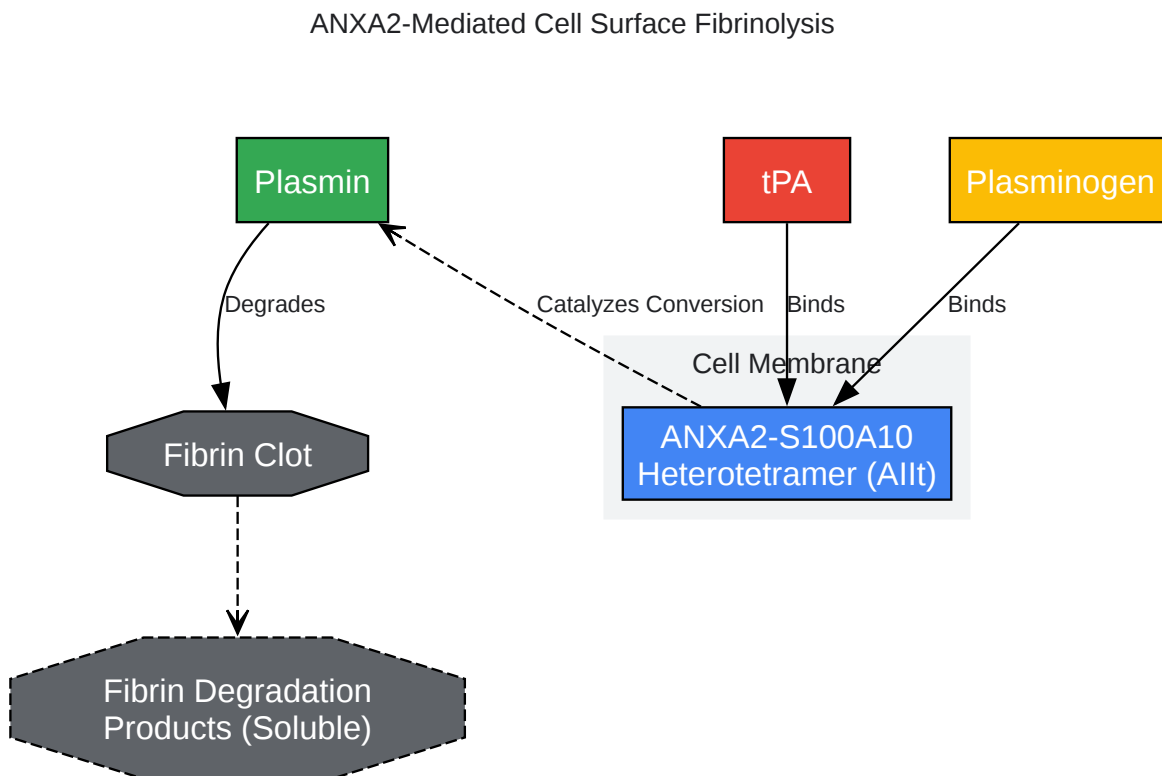 ANXA2-Mediated Cell Surface Fibrinolysis
Plasmin
tPA
Plasminogen
Degrades
Catalyzes Conversion
Binds
Binds
Cell Membrane
Fibrin Clot
ANXA2-S100A10
Heterotetramer (AIIt)
Fibrin Degradation
Products (Soluble)